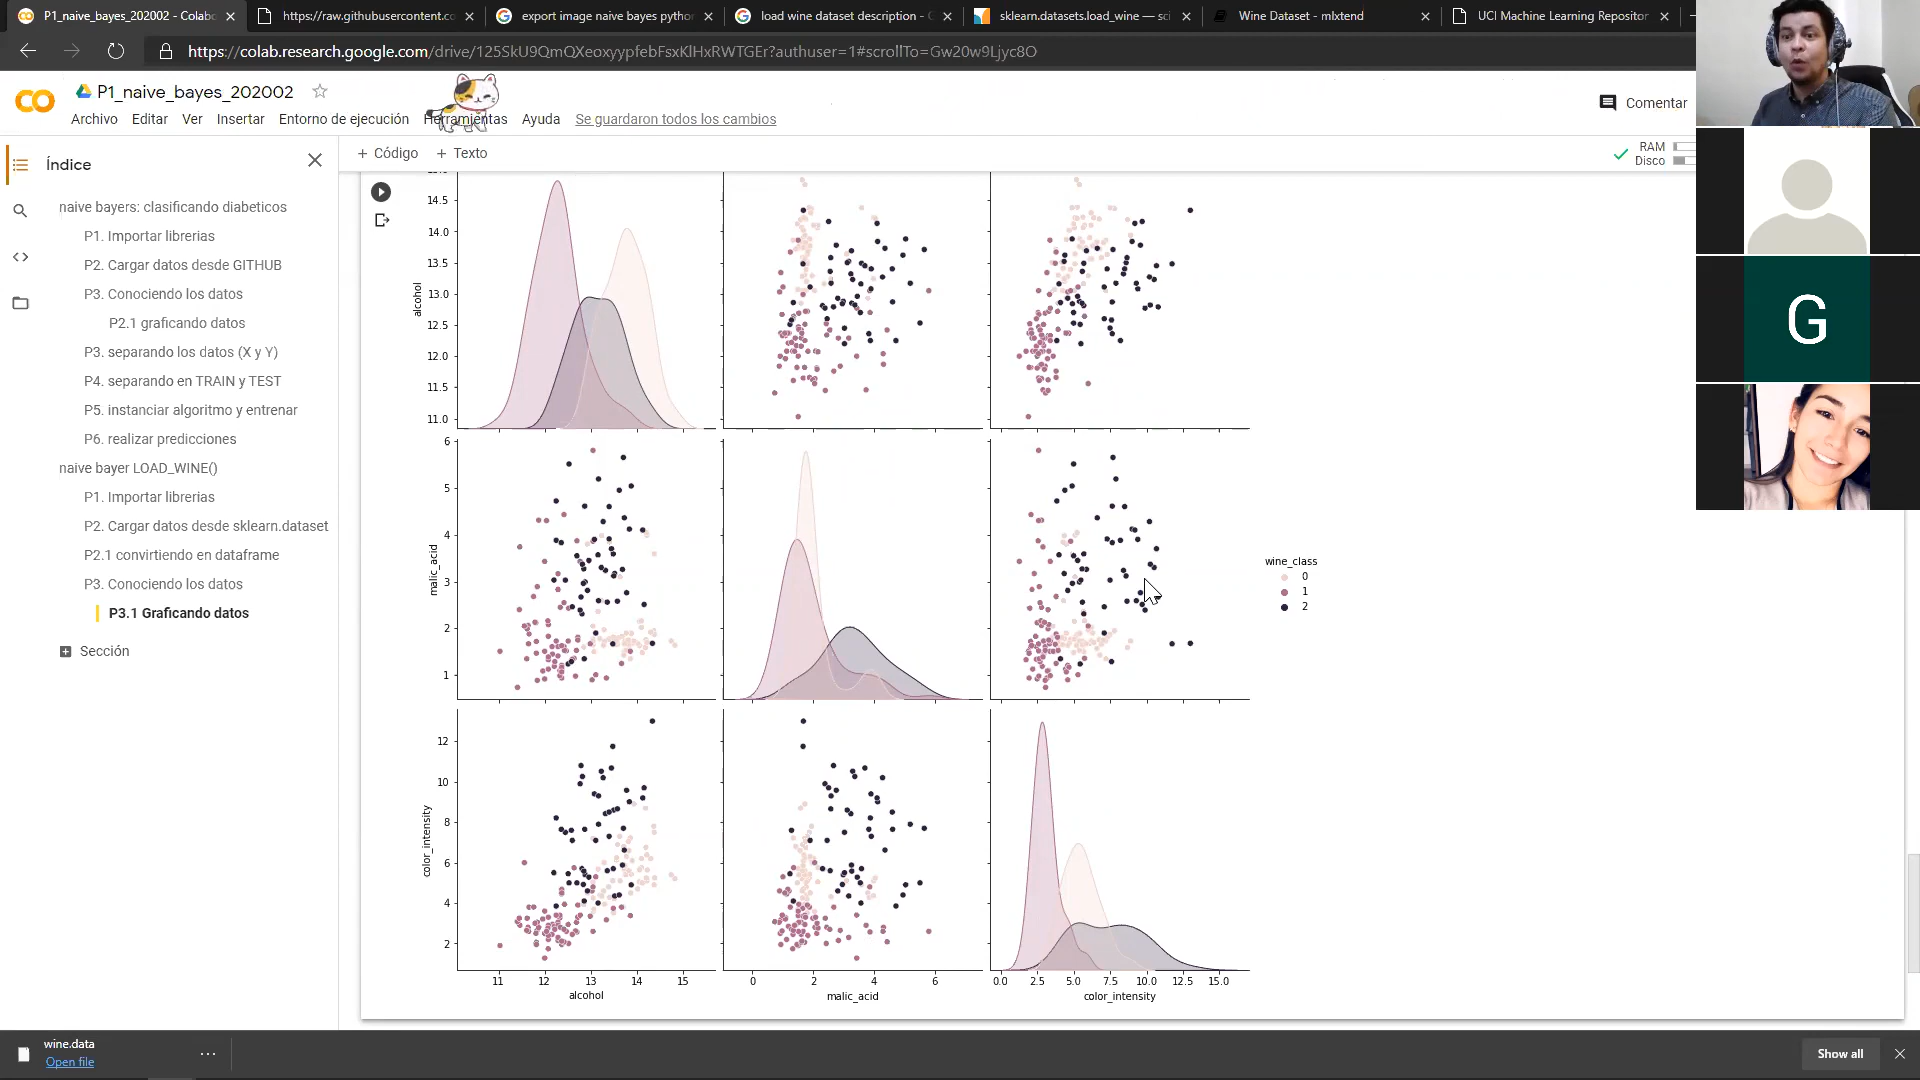 P1_naive_bayes_202002 - Colabo
https://raw.githubusercontent.co
export image naive bayes python
load wine dataset description - G
sklearn.datasets.load_wine — sci
Wine Dataset - mlxtend
UCI Machine Learning Repositor
https://colab.research.google.com/drive/125SkU9QmQXeoxyypfebFsxKlHxRWTGEr?authuser=1#scrollTo=Gw20w9Ljyc8O
P1_naive_bayes_202002
Comentar
Archivo Editar Ver Insertar Entorno de ejecución Herramientas Ayuda Se guardaron todos los cambios
+ Código + Texto
RAM
Disco
Índice
naive bayers: clasificando diabeticos
P1. Importar librerias
P2. Cargar datos desde GITHUB
P3. Conociendo los datos
P2.1 graficando datos
P3. separando los datos (X y Y)
P4. separando en TRAIN y TEST
P5. instanciar algoritmo y entrenar
P6. realizar predicciones
naive bayer LOAD_WINE()
P1. Importar librerias
P2. Cargar datos desde sklearn.dataset
P2.1 convirtiendo en dataframe
P3. Conociendo los datos
P3.1 Graficando datos
Sección
14.5
14.0
13.5
13.0
12.5
12.0
11.5
11.0
alcohol
6
5
4
3
2
1
malic_acid
12
10
8
6
4
2
color_intensity
11 12 13 14 15
alcohol
0 2 4 6
malic_acid
0.0 2.5 5.0 7.5 10.0 12.5 15.0
color_intensity
wine_class
0
1
2
G
wine.data
Open file
Show all